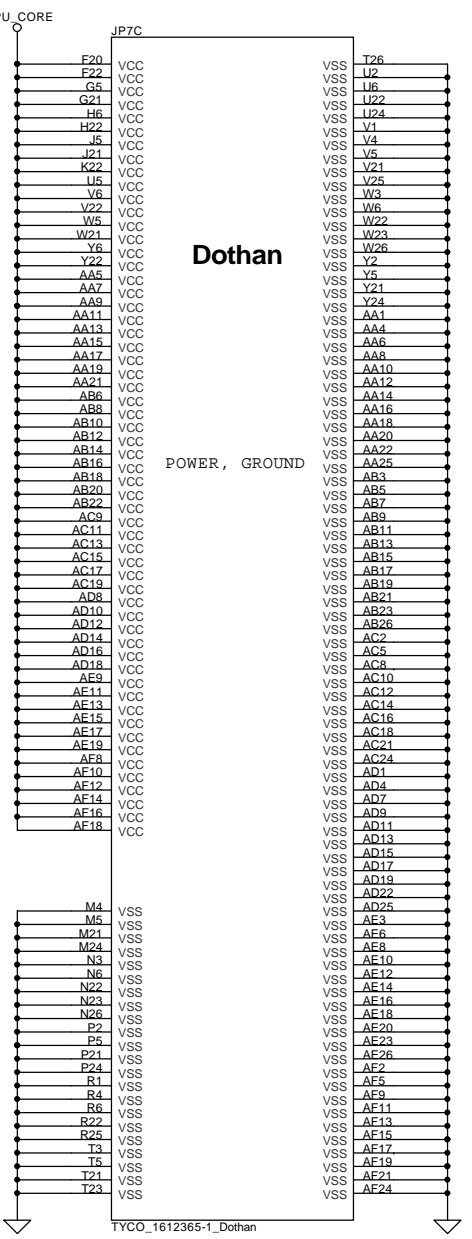 PU_CORE
JP7C
F20 VCC VSS T26
F22 VCC VSS U2
G5 VCC VSS U6
G21 VCC VSS U22
H6 VCC VSS U24
H22 VCC VSS V1
J5 VCC VSS V4
J21 VCC VSS V5
K22 VCC VSS V21
U5 VCC VSS V25
V6 VCC VSS W3
V22 VCC VSS W6
W5 VCC VSS W22
W21 VCC VSS W23
Dothan
Y6 VCC VSS W26
Y22 VCC VSS Y2
AA5 VCC VSS Y5
AA7 VCC VSS Y21
AA9 VCC VSS Y24
AA11 VCC VSS AA1
AA13 VCC VSS AA4
AA15 VCC VSS AA6
AA17 VCC VSS AA8
AA19 VCC VSS AA10
AA21 VCC VSS AA12
AB6 VCC VSS AA14
AB8 VCC VSS AA16
AB10 VCC VSS AA18
AB12 VCC VSS AA20
AB14 VCC VSS AA22
AB16 VCC POWER, GROUND VSS AA25
AB18 VCC VSS AB3
AB20 VCC VSS AB5
AB22 VCC VSS AB7
AC9 VCC VSS AB9
AC11 VCC VSS AB11
AC13 VCC VSS AB13
AC15 VCC VSS AB15
AC17 VCC VSS AB17
AC19 VCC VSS AB19
AD8 VCC VSS AB21
AD10 VCC VSS AB23
AD12 VCC VSS AB26
AD14 VCC VSS AC2
AD16 VCC VSS AC5
AD18 VCC VSS AC8
AE9 VCC VSS AC10
AE11 VCC VSS AC12
AE13 VCC VSS AC14
AE15 VCC VSS AC16
AE17 VCC VSS AC18
AE19 VCC VSS AC21
AF8 VCC VSS AC24
AF10 VCC VSS AD1
AF12 VCC VSS AD4
AF14 VCC VSS AD7
AF16 VCC VSS AD9
AF18 VCC VSS AD11
VSS AD13
VSS AD15
VSS AD17
VSS AD19
VSS AD22
M4 VSS VSS AD25
M5 VSS VSS AE3
M21 VSS VSS AE6
M24 VSS VSS AE8
N3 VSS VSS AE10
N6 VSS VSS AE12
N22 VSS VSS AE14
N23 VSS VSS AE16
N26 VSS VSS AE18
P2 VSS VSS AE20
P5 VSS VSS AE23
P21 VSS VSS AE26
P24 VSS VSS AF2
R1 VSS VSS AF5
R4 VSS VSS AF9
R6 VSS VSS AF11
R22 VSS VSS AF13
R25 VSS VSS AF15
T3 VSS VSS AF17
T5 VSS VSS AF19
T21 VSS VSS AF21
T23 VSS VSS AF24
TYCO_1612365-1_Dothan